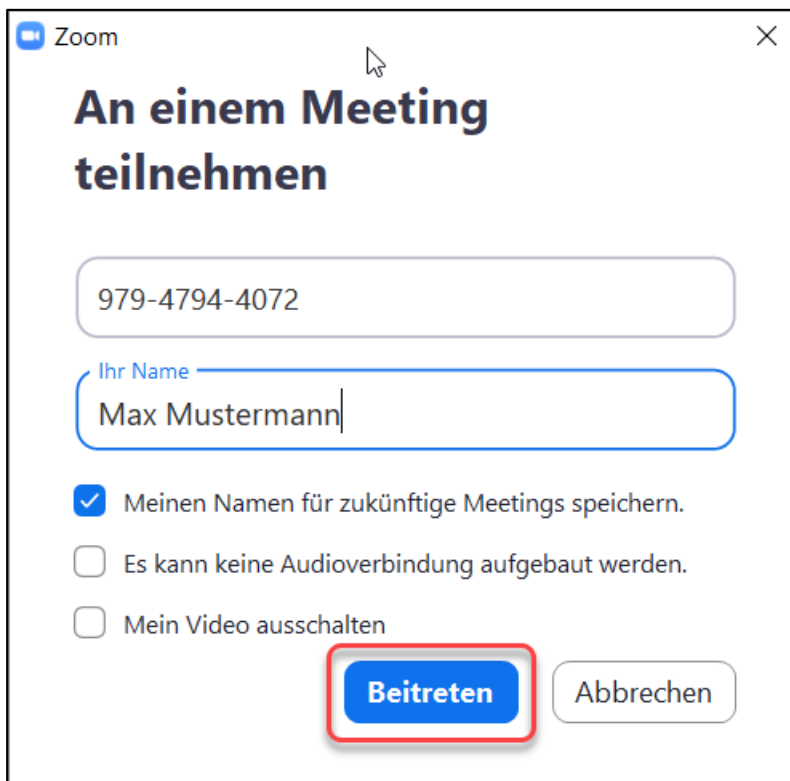 Zoom
An einem Meeting
teilnehmen
979-4794-4072
Ihr Name
Max Mustermann
Meinen Namen für zukünftige Meetings speichern.
Es kann keine Audioverbindung aufgebaut werden.
Mein Video ausschalten
Beitreten Abbrechen